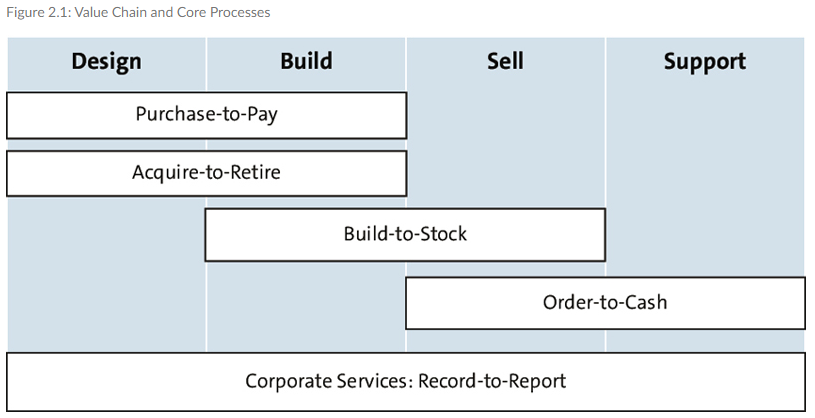 Figure 2.1: Value Chain and Core Processes
Design Build Sell Support
Purchase-to-Pay
Acquire-to-Retire
Build-to-Stock
Order-to-Cash
Corporate Services: Record-to-Report